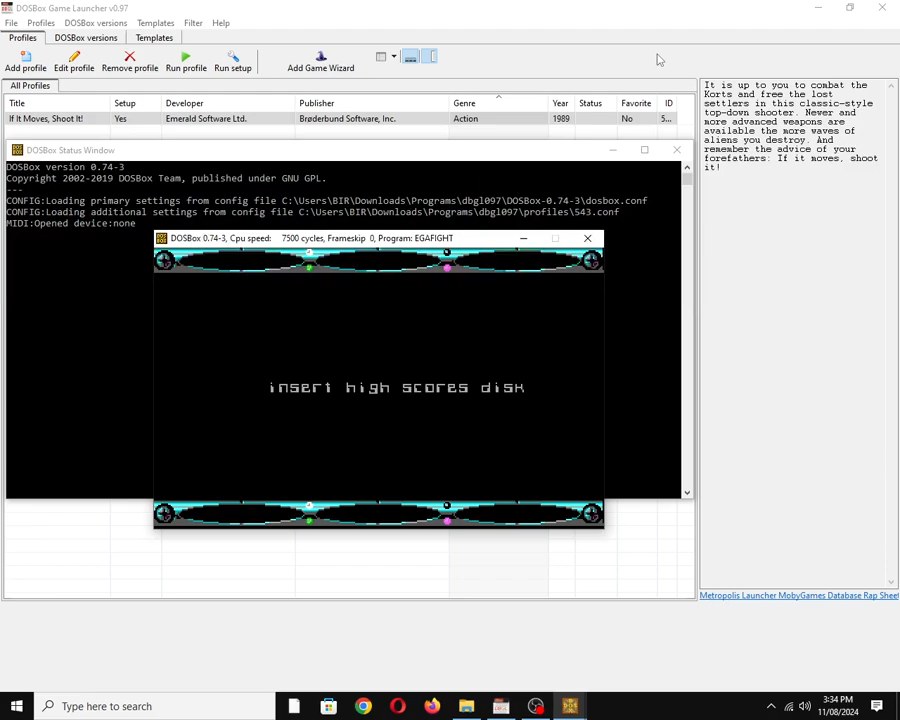 DOSBox Game Launcher v0.97
File Profiles DOSBox versions Templates Filter Help
Profiles DOSBox versions Templates
Add profile Edit profile Remove profile Run profile Run setup Add Game Wizard
All Profiles
Title Setup Developer Publisher Genre Year Status Favorite ID
If It Moves, Shoot It! Yes Emerald Software Ltd. Brøderbund Software, Inc. Action 1989 No 5...
DOSBox Status Window
DOSBox version 0.74-3
Copyright 2002-2019 DOSBox Team, published under GNU GPL.
---
CONFIG:Loading primary settings from config file C:\Users\BIR\Downloads\Programs\dbgl097\DOSBox-0.74-3\dosbox.conf
CONFIG:Loading additional settings from config file C:\Users\BIR\Downloads\Programs\dbgl097\profiles\543.conf
MIDI:Opened device:none
DOSBox 0.74-3, Cpu speed: 7500 cycles, Frameskip 0, Program: EGAFIGHT
insert high scores disk
It is up to you to combat the
Korts and free the lost
settlers in this classic-style
top-down shooter. Newer and
more advanced weapons are
available the more waves of
aliens you destroy. And
remember the advice of your
forefathers: If it moves, shoot
it!
Metropolis Launcher MobyGames Database Rap Sheet
Type here to search
3:34 PM
11/08/2024